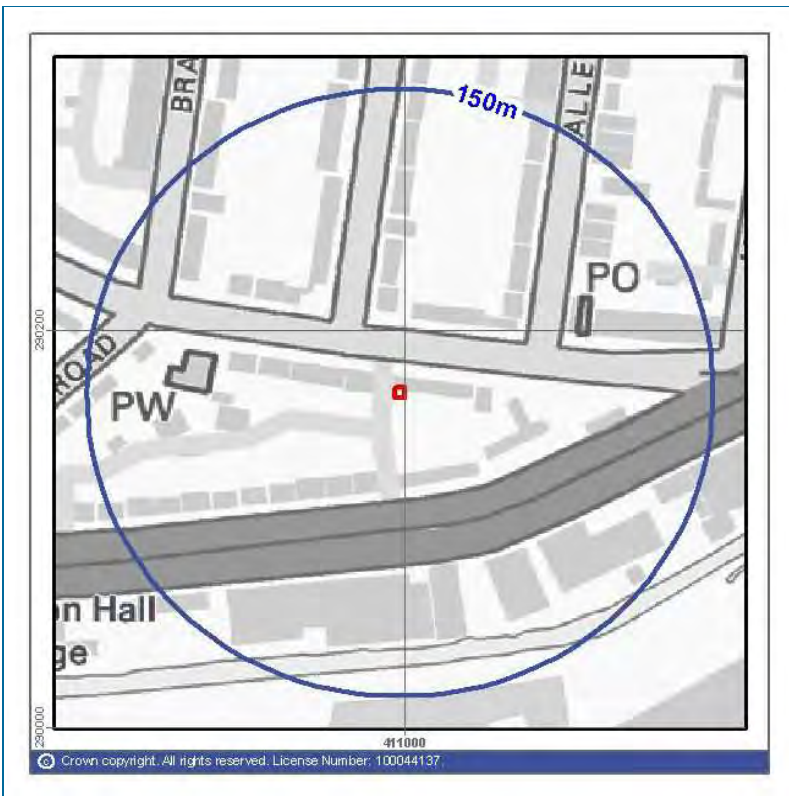 BRA
150m
ALLE
PO
290200
ROAD
PW
on Hall
ge
290000
411000
© Crown copyright. All rights reserved. License Number: 100044137.